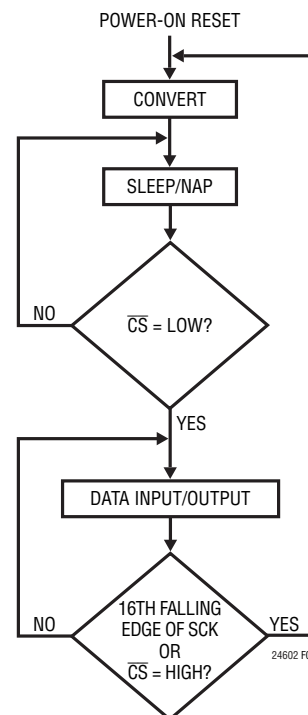 POWER-ON RESET
CONVERT
SLEEP/NAP
NO
CS = LOW?
YES
DATA INPUT/OUTPUT
NO
16TH FALLING
EDGE OF SCK
OR
CS = HIGH?
YES
24602